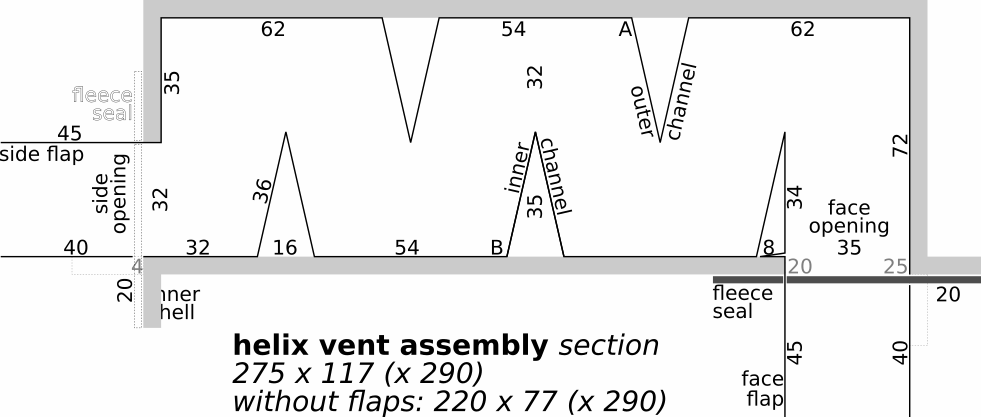 62
54
A
62
35
32
outer
channel
fleece
seal
45
side flap
72
side
opening
32
36
inner
channel
35
34
face
opening
35
40
32
16
54
B
8
4
20
25
20
nner
hell
fleece
seal
20
helix vent assembly section
275 x 117 (x 290)
without flaps: 220 x 77 (x 290)
45
40
face
flap